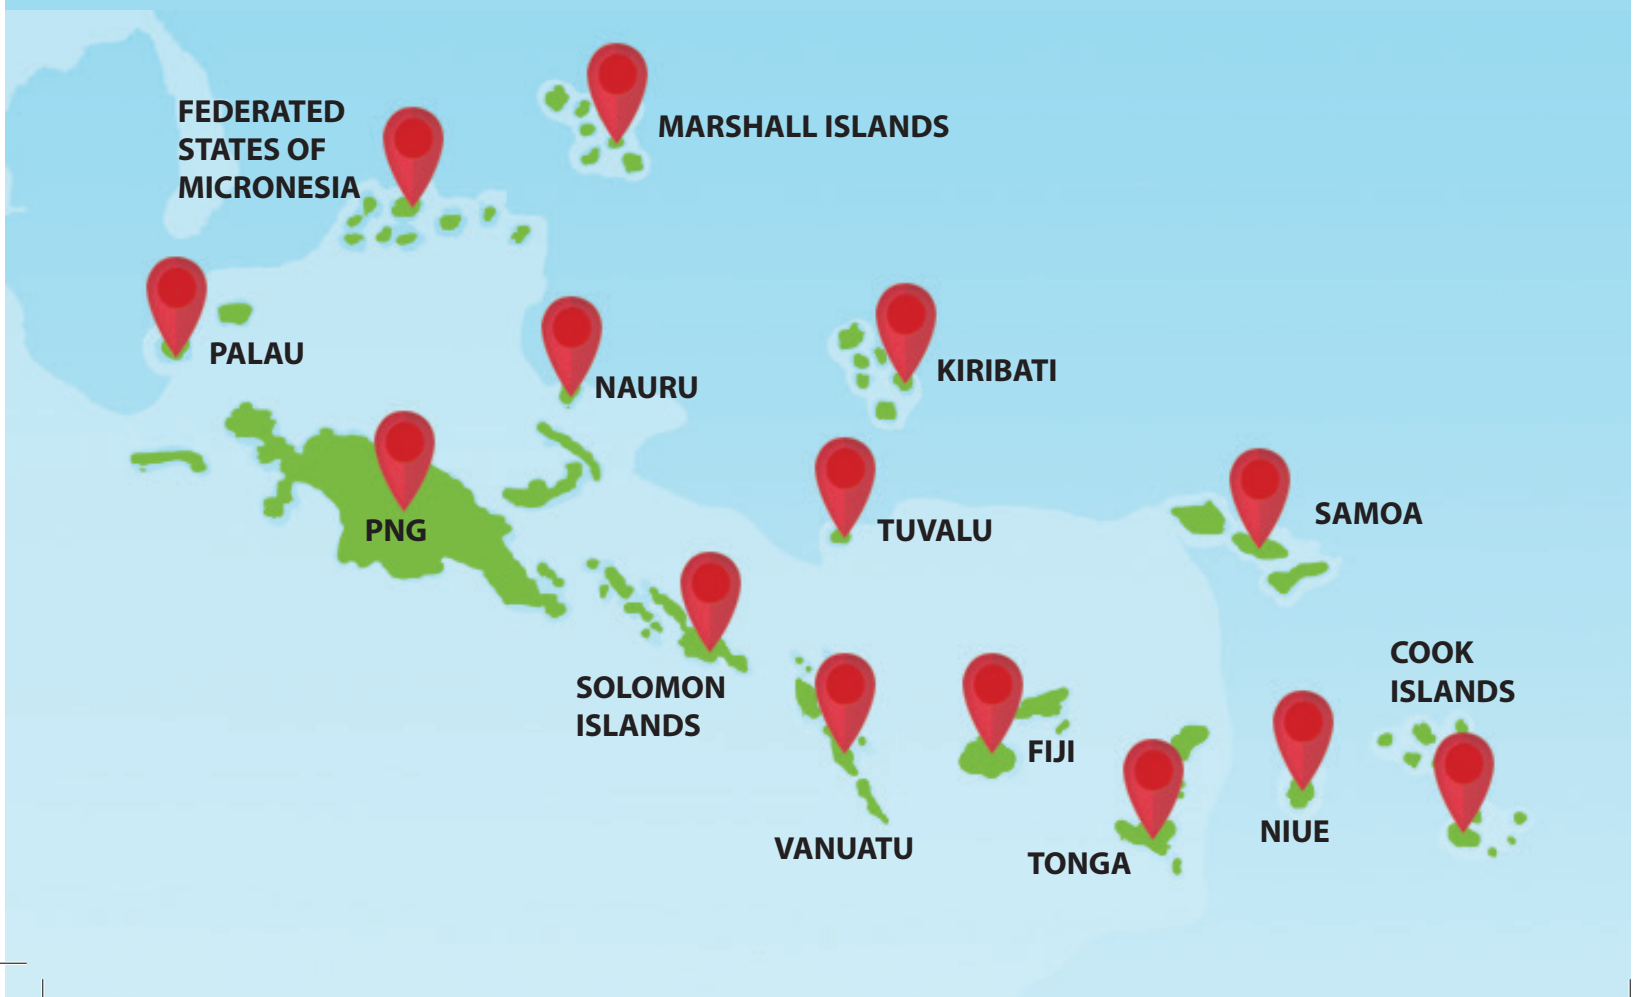 FEDERATED
STATES OF
MICRONESIA
MARSHALL ISLANDS
PALAU
NAURU
KIRIBATI
PNG
TUVALU
SAMOA
SOLOMON
ISLANDS
COOK
ISLANDS
FIJI
VANUATU
TONGA
NIUE